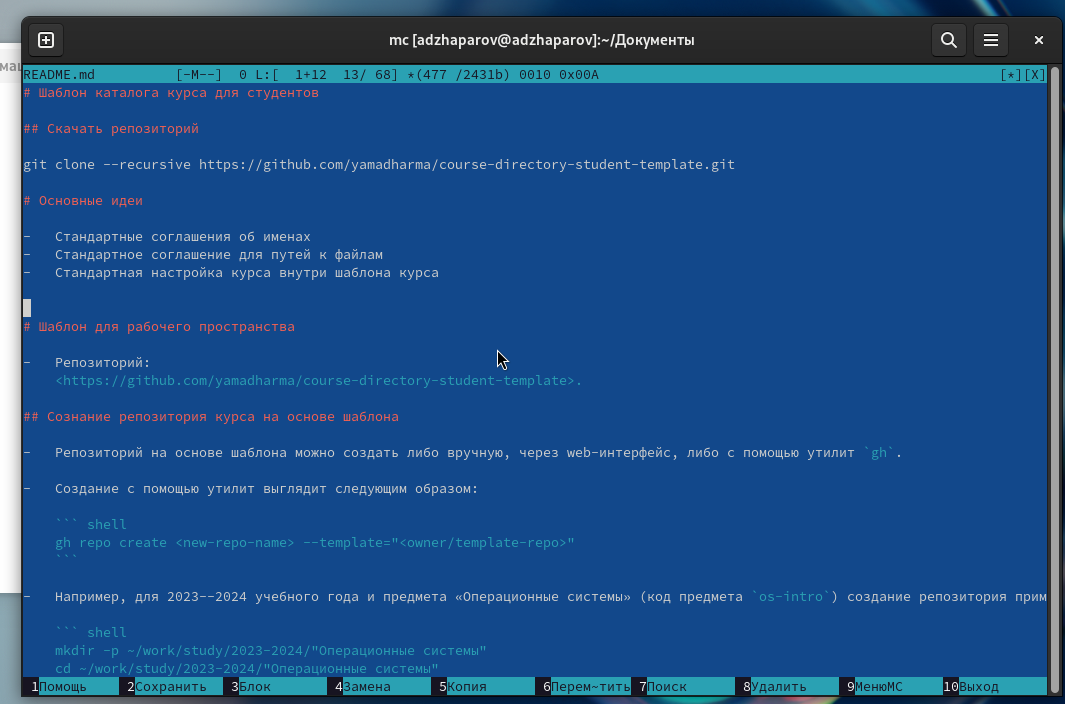 mc [adzhaparov@adzhaparov]:~/Документы
README.md [-M--] 0 L:[ 1+12 13/ 68] *(477 /2431b) 0010 0x00A [*][X]
# Шаблон каталога курса для студентов
## Скачать репозиторий
git clone --recursive https://github.com/yamadharma/course-directory-student-template.git
# Основные идеи
- Стандартные соглашения об именах
- Стандартное соглашение для путей к файлам
- Стандартная настройка курса внутри шаблона курса
# Шаблон для рабочего пространства
- Репозиторий:
<https://github.com/yamadharma/course-directory-student-template>.
## Сознание репозитория курса на основе шаблона
- Репозиторий на основе шаблона можно создать либо вручную, через web-интерфейс, либо с помощью утилит `gh`.
- Создание с помощью утилит выглядит следующим образом:
``` shell
gh repo create <new-repo-name> --template="<owner/template-repo>"
```
- Например, для 2023--2024 учебного года и предмета «Операционные системы» (код предмета `os-intro`) создание репозитория прим
``` shell
mkdir -p ~/work/study/2023-2024/"Операционные системы"
cd ~/work/study/2023-2024/"Операционные системы"
1Помощь 2Сохранить 3Блок 4Замена 5Копия 6Перем~тить 7Поиск 8Удалить 9МенюMC 10Выход